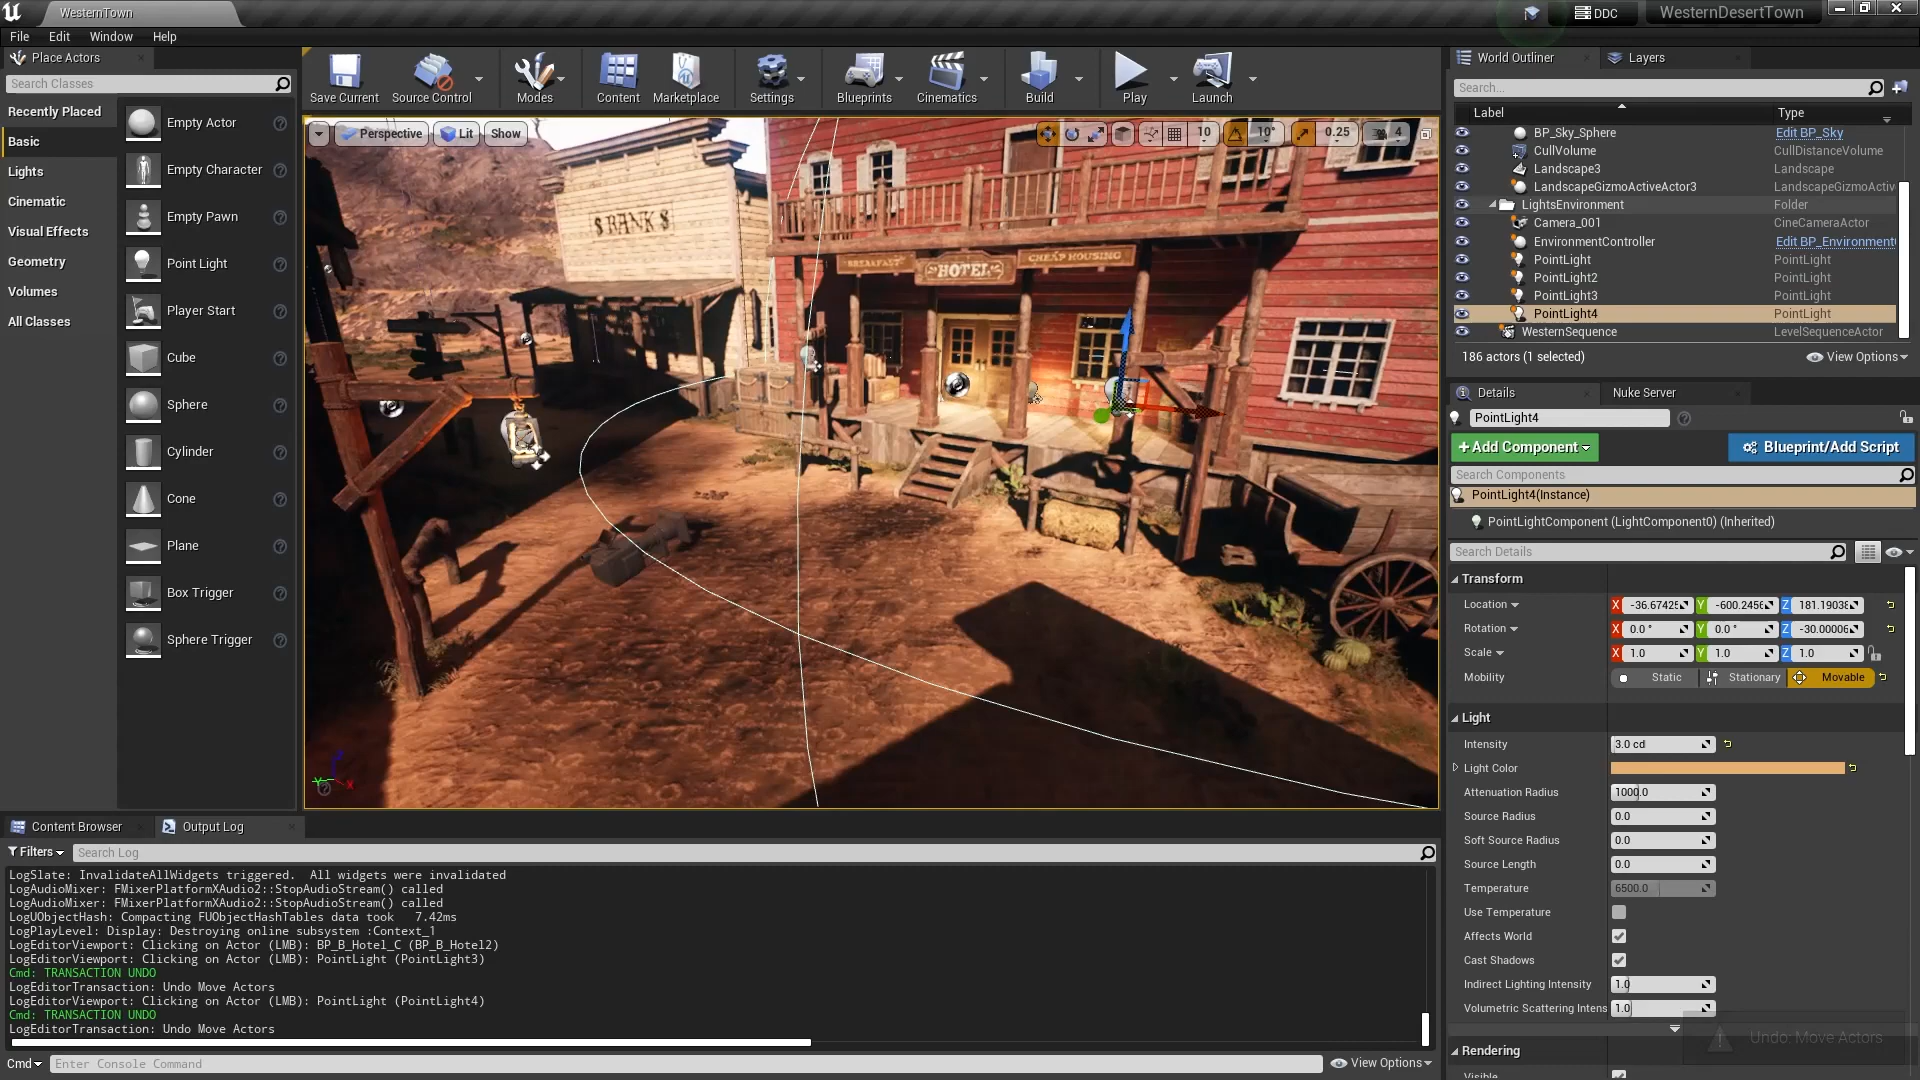 WesternTown
DDC
WesternDesertTown
File Edit Window Help
Place Actors
Search Classes
Recently Placed
Basic
Lights
Cinematic
Visual Effects
Geometry
Volumes
All Classes
Empty Actor
Empty Character
Empty Pawn
Point Light
Player Start
Cube
Sphere
Cylinder
Cone
Plane
Box Trigger
Sphere Trigger
Save Current
Source Control
Modes
Content
Marketplace
Settings
Blueprints
Cinematics
Build
Play
Launch
Perspective
Lit
Show
10
10°
0.25
4
$ BANK $
BREAKFAST
HOTEL
CHEAP HOUSING
World Outliner
Layers
Search...
Label Type
BP_Sky_Sphere Edit BP_Sky
CullVolume CullDistanceVolume
Landscape3 Landscape
LandscapeGizmoActiveActor3 LandscapeGizmoActiv
LightsEnvironment Folder
Camera_001 CineCameraActor
EnvironmentController Edit BP_Environment
PointLight PointLight
PointLight2 PointLight
PointLight3 PointLight
PointLight4 PointLight
WesternSequence LevelSequenceActor
186 actors (1 selected)
View Options
Details
Nuke Server
PointLight4
+Add Component
Blueprint/Add Script
Search Components
PointLight4(Instance)
PointLightComponent (LightComponent0) (Inherited)
Search Details
Transform
Location X -36.67425 Y -600.2456 Z 181.19038
Rotation X 0.0 ° Y 0.0 ° Z -30.00006
Scale X 1.0 Y 1.0 Z 1.0
Mobility Static Stationary Movable
Light
Intensity 3.0 cd
Light Color
Attenuation Radius 1000.0
Source Radius 0.0
Soft Source Radius 0.0
Source Length 0.0
Temperature 6500.0
Use Temperature
Affects World
Cast Shadows
Indirect Lighting Intensity 1.0
Volumetric Scattering Intens 1.0
Undo: Move Actors
Rendering
Visible
Content Browser
Output Log
Filters
Search Log
LogSlate: InvalidateAllWidgets triggered.  All widgets were invalidated
LogAudioMixer: FMixerPlatformXAudio2::StopAudioStream() called
LogAudioMixer: FMixerPlatformXAudio2::StopAudioStream() called
LogUObjectHash: Compacting FUObjectHashTables data took   7.42ms
LogPlayLevel: Display: Destroying online subsystem :Context_1
LogEditorViewport: Clicking on Actor (LMB): BP_B_Hotel_C (BP_B_Hotel2)
LogEditorViewport: Clicking on Actor (LMB): PointLight (PointLight3)
Cmd: TRANSACTION UNDO
LogEditorTransaction: Undo Move Actors
LogEditorViewport: Clicking on Actor (LMB): PointLight (PointLight4)
Cmd: TRANSACTION UNDO
LogEditorTransaction: Undo Move Actors
Cmd
Enter Console Command
View Options